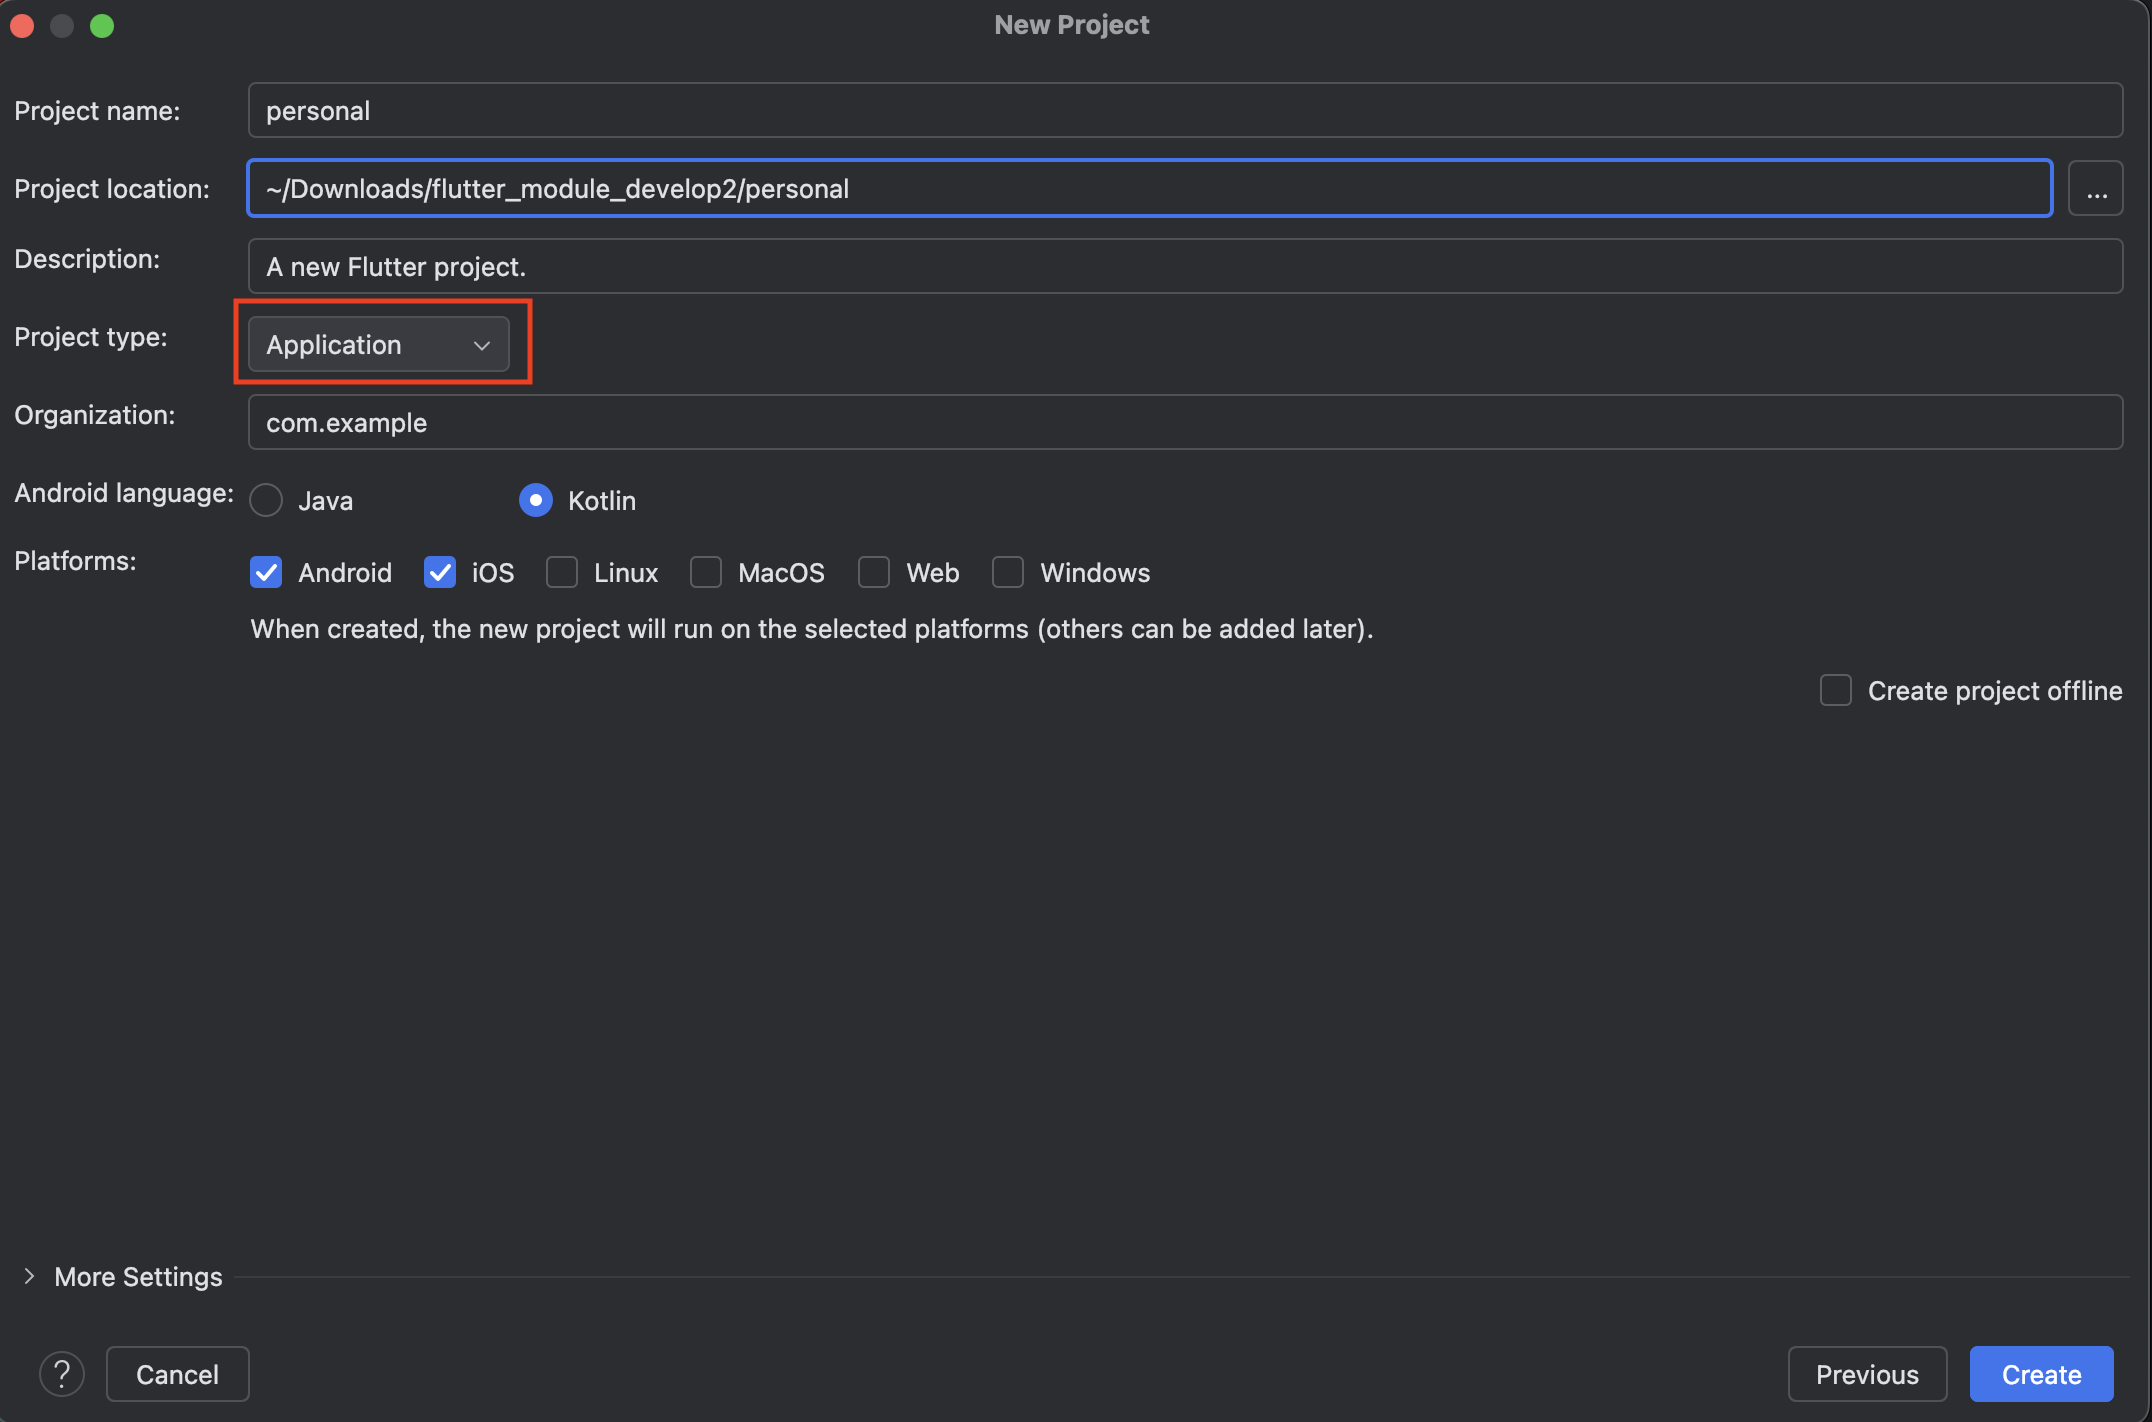 New Project
Project name: personal
Project location: ~/Downloads/flutter_module_develop2/personal ...
Description: A new Flutter project.
Project type: Application
Organization: com.example
Android language: Java Kotlin
Platforms: Android iOS Linux MacOS Web Windows
When created, the new project will run on the selected platforms (others can be added later).
Create project offline
More Settings
? Cancel Previous Create